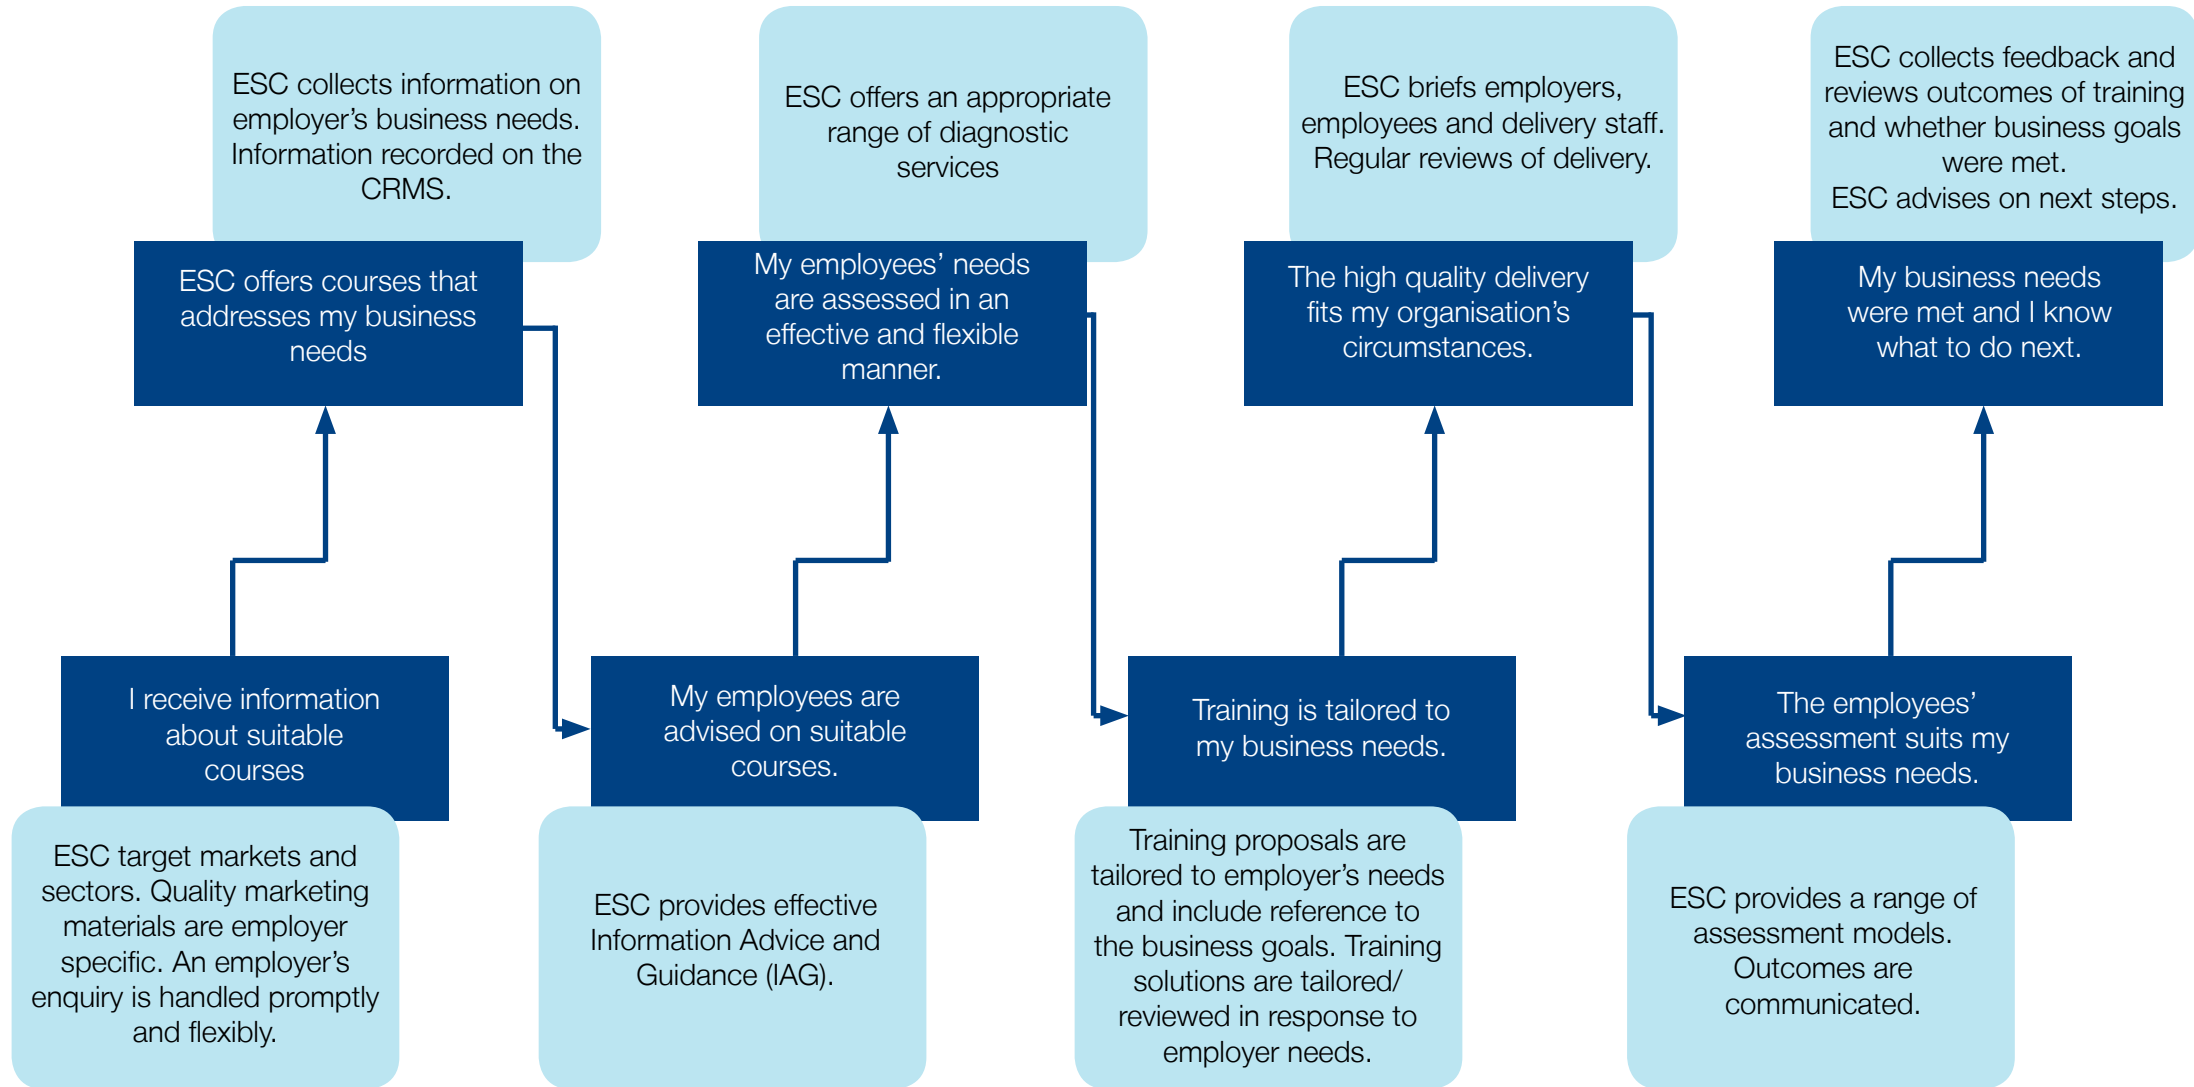 ESC collects information on
employer's business needs.
Information recorded on the
CRMS.
ESC offers courses that
addresses my business
needs
I receive information
about suitable
courses
ESC target markets and
sectors. Quality marketing
materials are employer
specific. An employer's
enquiry is handled promptly
and flexibly.
ESC offers an appropriate
range of diagnostic
services
My employees' needs
are assessed in an
effective and flexible
manner.
My employees are
advised on suitable
courses.
ESC provides effective
Information Advice and
Guidance (IAG).
ESC briefs employers,
employees and delivery staff.
Regular reviews of delivery.
The high quality delivery
fits my organisation's
circumstances.
Training is tailored to
my business needs.
Training proposals are
tailored to employer's needs
and include reference to
the business goals. Training
solutions are tailored/
reviewed in response to
employer needs.
ESC collects feedback and
reviews outcomes of training
and whether business goals
were met.
ESC advises on next steps.
My business needs
were met and I know
what to do next.
The employees'
assessment suits my
business needs.
ESC provides a range of
assessment models.
Outcomes are
communicated.